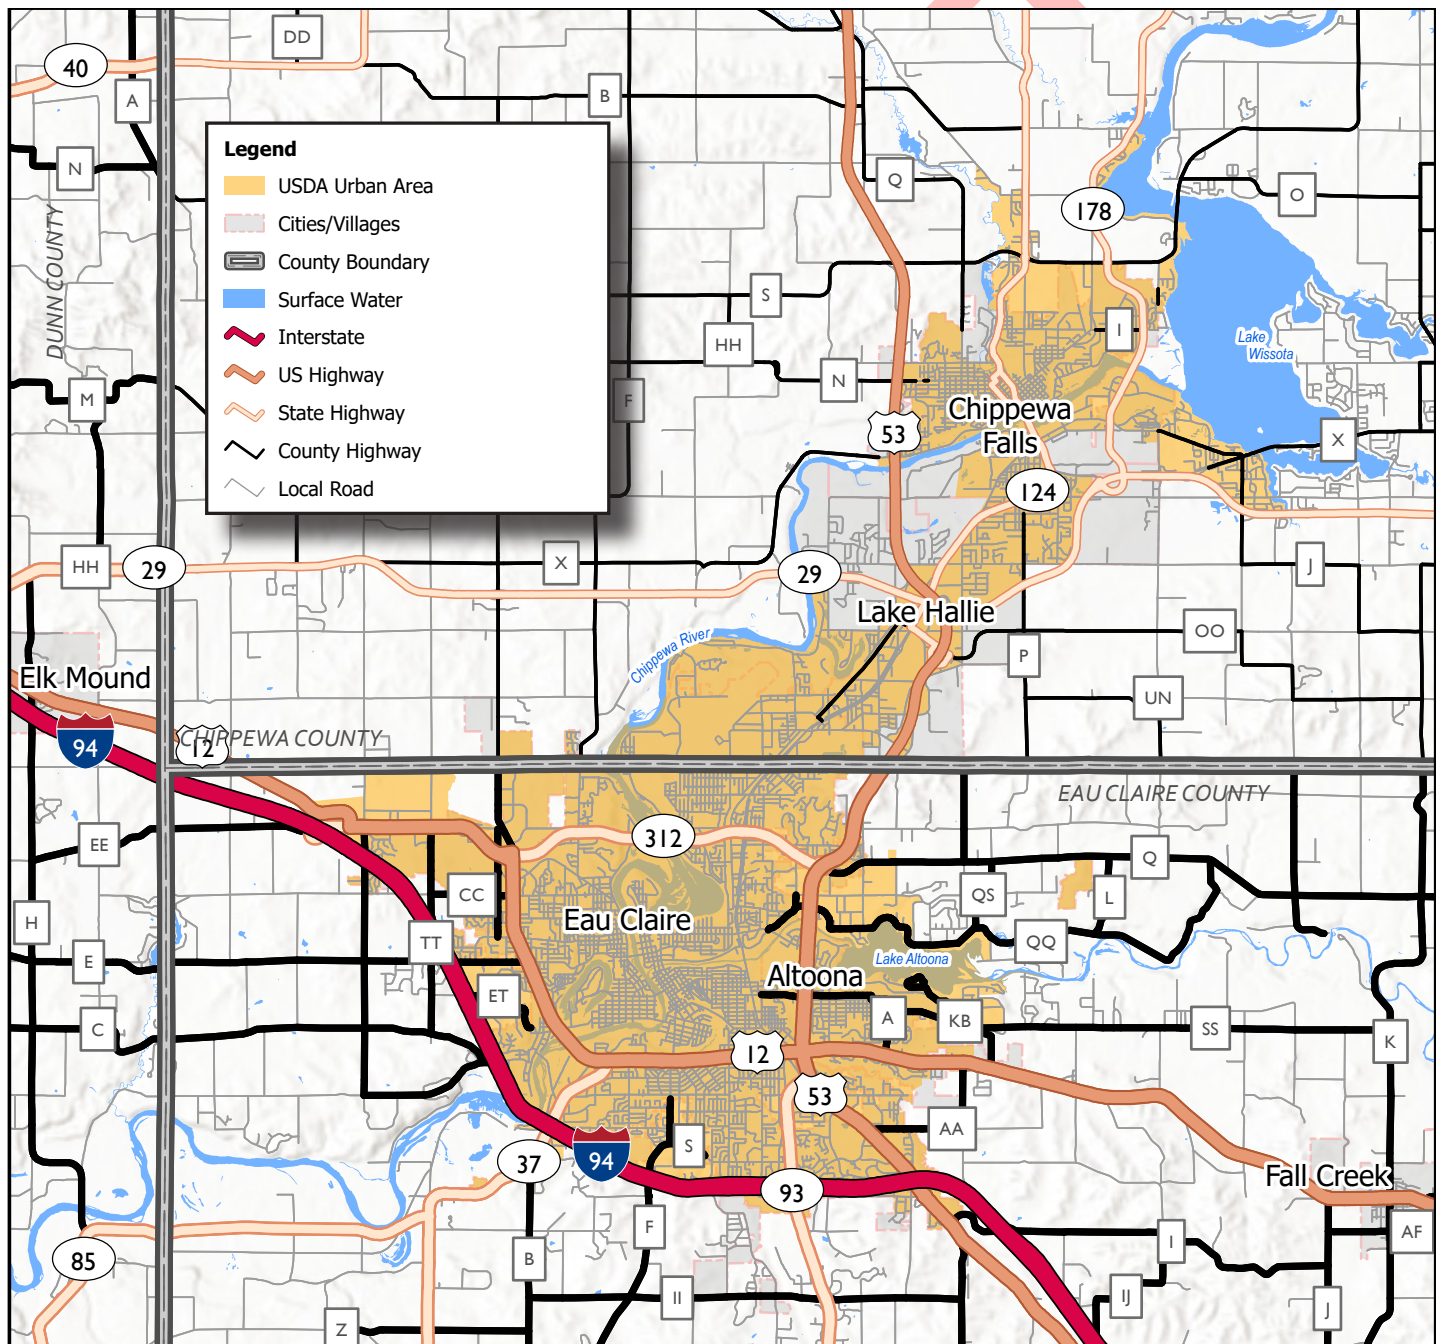 DD
40
A
B
N
Q
O
178
Legend
USDA Urban Area
Cities/Villages
County Boundary
Surface Water
Interstate
US Highway
State Highway
County Highway
Local Road
DUNN COUNTY
S
HH
I
Lake
Wissota
M
N
F
53
Chippewa
Falls
X
124
HH
29
X
29
J
Lake Hallie
OO
P
Chippewa River
Elk Mound
UN
94
12
CHIPPEWA COUNTY
EAU CLAIRE COUNTY
312
EE
Q
CC
QS
L
H
Eau Claire
TT
QQ
E
Lake Altoona
Altoona
ET
A
KB
C
SS
K
12
53
AA
S
37
94
93
Fall Creek
F
I
AF
85
B
II
IJ
J
Z